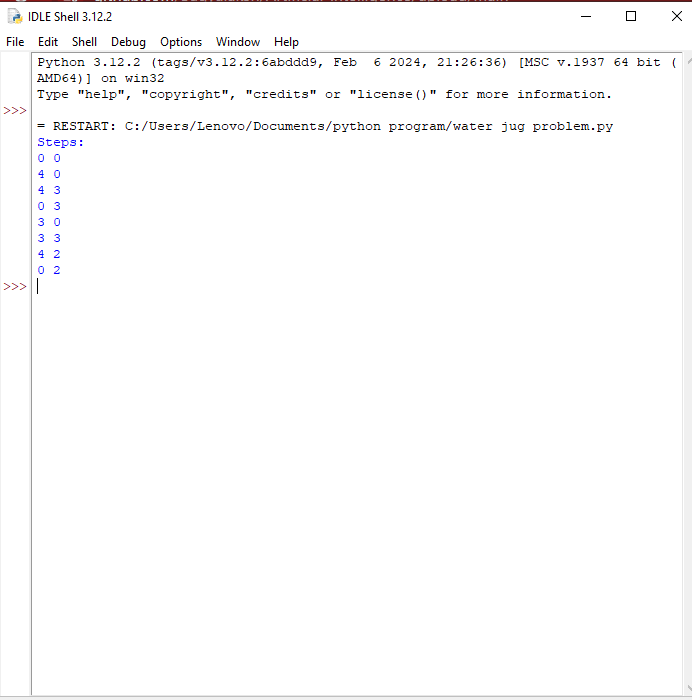 IDLE Shell 3.12.2
File Edit Shell Debug Options Window Help
Python 3.12.2 (tags/v3.12.2:6abddd9, Feb  6 2024, 21:26:36) [MSC v.1937 64 bit (
AMD64)] on win32
Type "help", "copyright", "credits" or "license()" for more information.
>>>
= RESTART: C:/Users/Lenovo/Documents/python program/water jug problem.py
Steps:
0 0
4 0
4 3
0 3
3 0
3 3
4 2
0 2
>>>